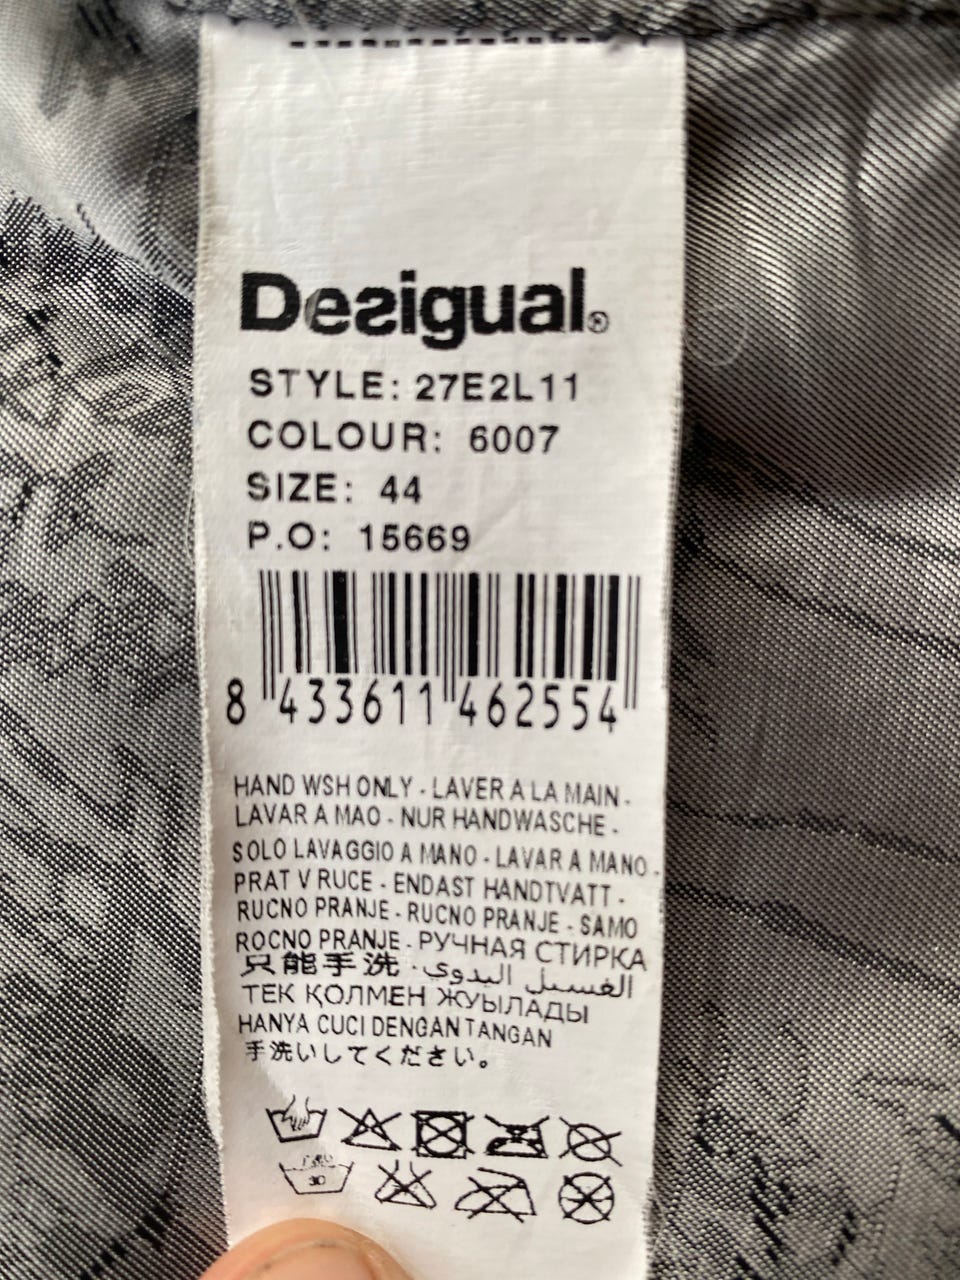 Desigual®
STYLE: 27E2L11
COLOUR: 6007
SIZE: 44
P.O: 15669
8 433611 462554
HAND WSH ONLY - LAVER A LA MAIN -
LAVAR A MAO - NUR HANDWASCHE -
SOLO LAVAGGIO A MANO - LAVAR A MANO -
PRAT V RUCE - ENDAST HANDTVATT -
RUCNO PRANJE - RUCNO PRANJE - SAMO
ROCNO PRANJE - РУЧНАЯ СТИРКА
只能手洗 · الغسيل اليدوي
ТЕК ҚОЛМЕН ЖУЫЛАДЫ
HANYA CUCI DENGAN TANGAN
手洗いしてください。
30